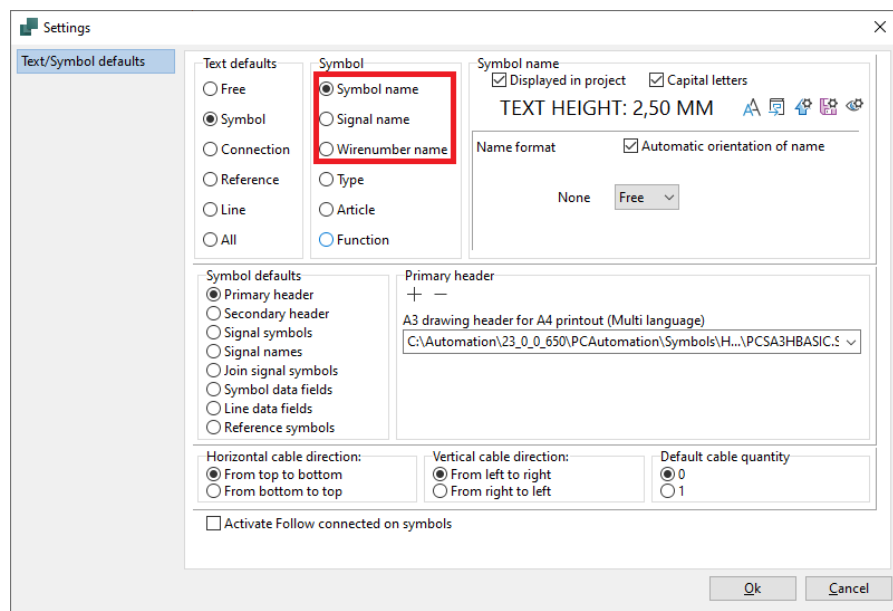 Settings
Text/Symbol defaults
Text defaults
Free
Symbol
Connection
Reference
Line
All
Symbol
Symbol name
Signal name
Wirenumber name
Type
Article
Function
Symbol name
Displayed in project
Capital letters
TEXT HEIGHT: 2,50 MM
Name format
Automatic orientation of name
None
Free
Symbol defaults
Primary header
Secondary header
Signal symbols
Signal names
Join signal symbols
Symbol data fields
Line data fields
Reference symbols
Primary header
A3 drawing header for A4 printout (Multi language)
C:\Automation\23_0_0_650\PCAutomation\Symbols\H...\PCSA3HBASIC.S
Horizontal cable direction:
From top to bottom
From bottom to top
Vertical cable direction:
From left to right
From right to left
Default cable quantity
0
1
Activate Follow connected on symbols
Ok
Cancel